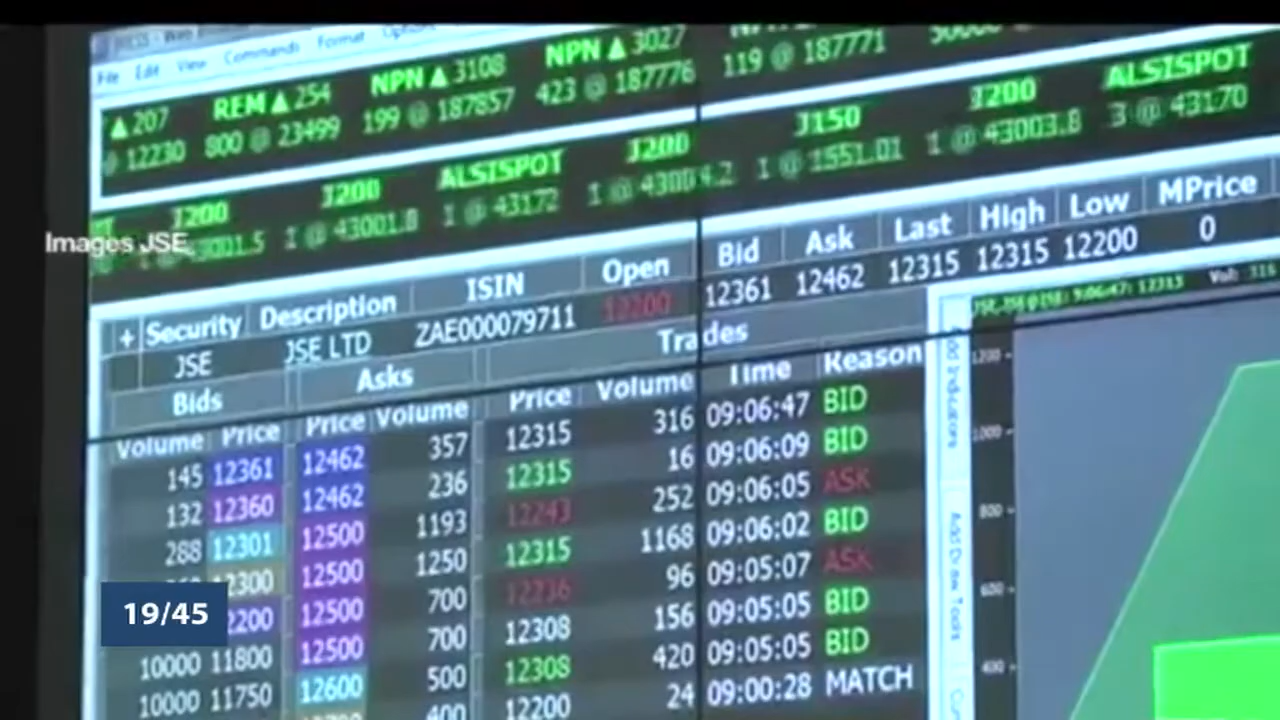 File Edit View Commands Format
▲207 REM▲254 NPN▲3108 NPN▲3027
12230 800 @ 23499 199 @ 187857 423 @ 187776 119 @ 187771
J200 J200 ALSISPOT J200 J150 J200 ALSISPOT
1 @ 43001.8 1 @ 43172 1 @ 1551.01 1 @ 43003.8 3 @ 43170
Images JSE
+ Security Description ISIN Open Bid Ask Last High Low MPrice
JSE JSE LTD ZAE000079711 12200 12361 12462 12315 12315 12200 0
Bids Asks Trades
Volume Price Price Volume Price Volume Time Reason
145 12361 12462 357 12315 316 09:06:47 BID
132 12360 12462 236 12315 16 09:06:09 BID
288 12301 12500 1193 12243 252 09:06:05 ASK
12300 12500 1250 12315 1168 09:06:02 BID
2200 12500 700 12236 96 09:05:07 ASK
10000 11800 12500 700 12308 156 09:05:05 BID
10000 11750 12600 500 12308 420 09:05:05 BID
400 12200 24 09:00:28 MATCH
1200
1000
800
600
400
19/45